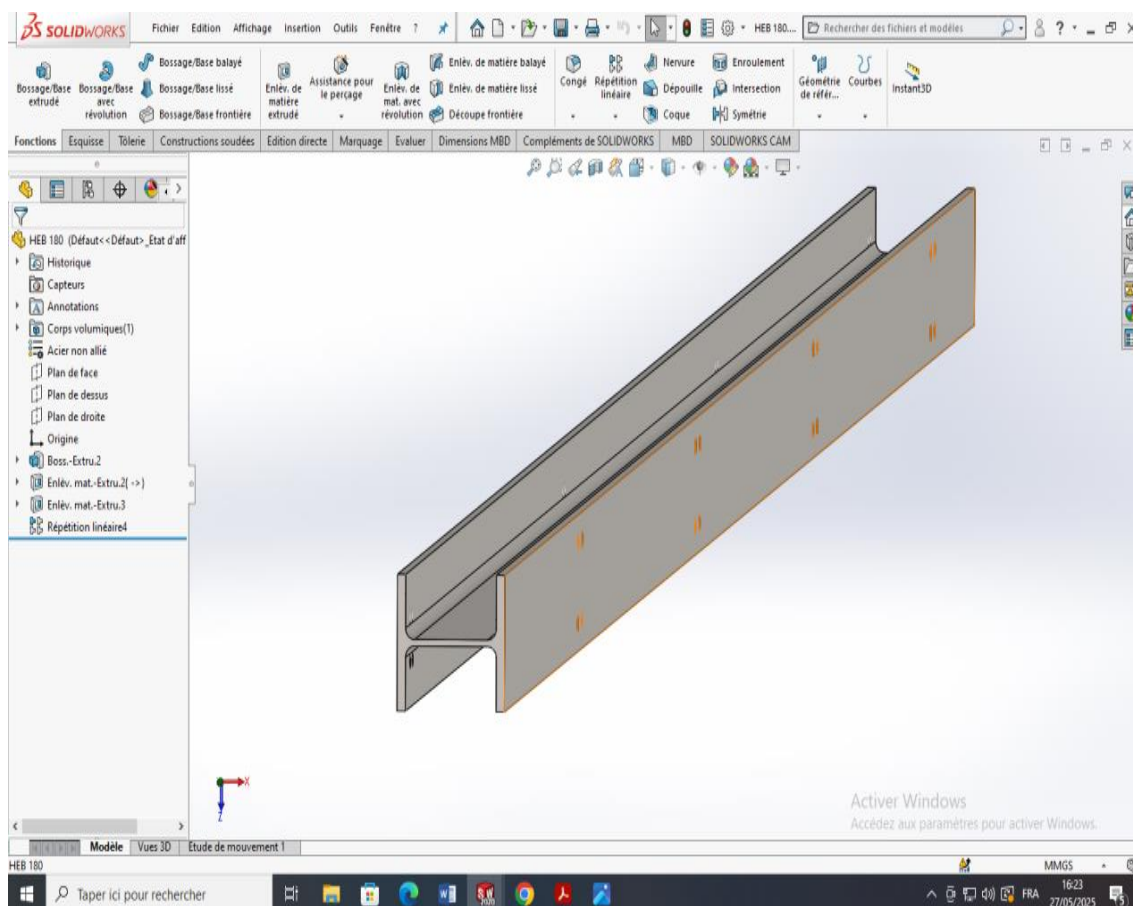 SOLIDWORKS
Fichier Edition Affichage Insertion Outils Fenêtre ?
HEB 180...
Rechercher des fichiers et modèles
Bossage/Base extrudé
Bossage/Base avec révolution
Bossage/Base balayé
Bossage/Base lissé
Bossage/Base frontière
Enlèv. de matière extrudé
Assistance pour le perçage
Enlèv. de mat. avec révolution
Enlèv. de matière balayé
Enlèv. de matière lissé
Découpe frontière
Congé
Répétition linéaire
Nervure
Dépouille
Coque
Enroulement
Intersection
Symétrie
Géométrie de référ...
Courbes
Instant3D
Fonctions Esquisse Tôlerie Constructions soudées Edition directe Marquage Evaluer Dimensions MBD Compléments de SOLIDWORKS MBD SOLIDWORKS CAM
HEB 180 (Défaut<<Défaut>_Etat d'aff
Historique
Capteurs
Annotations
Corps volumiques(1)
Acier non allié
Plan de face
Plan de dessus
Plan de droite
Origine
Boss.-Extru.2
Enlèv. mat.-Extru.2( ->)
Enlèv. mat.-Extru.3
Répétition linéaire4
X
Z
Activer Windows
Accédez aux paramètres pour activer Windows.
Modèle Vues 3D Etude de mouvement 1
HEB 180
MMGS
Taper ici pour rechercher
FRA
16:23
27/05/2025